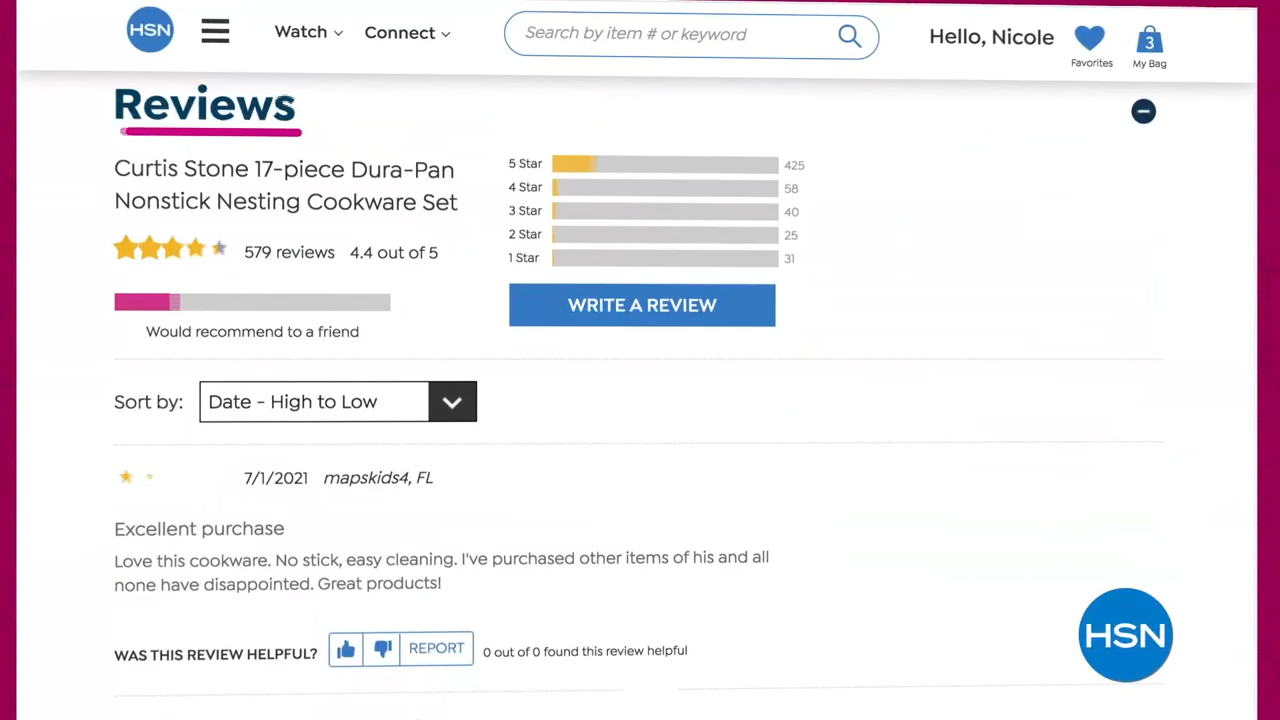 HSN
Watch
Connect
Search by item # or keyword
Hello, Nicole
Favorites
3
My Bag
Reviews
Curtis Stone 17-piece Dura-Pan
Nonstick Nesting Cookware Set
579 reviews 4.4 out of 5
Would recommend to a friend
5 Star 425
4 Star 58
3 Star 40
2 Star 25
1 Star 31
WRITE A REVIEW
Sort by: Date - High to Low
7/1/2021 mapskids4, FL
Excellent purchase
Love this cookware. No stick, easy cleaning. I've purchased other items of his and all
none have disappointed. Great products!
WAS THIS REVIEW HELPFUL? REPORT 0 out of 0 found this review helpful
HSN